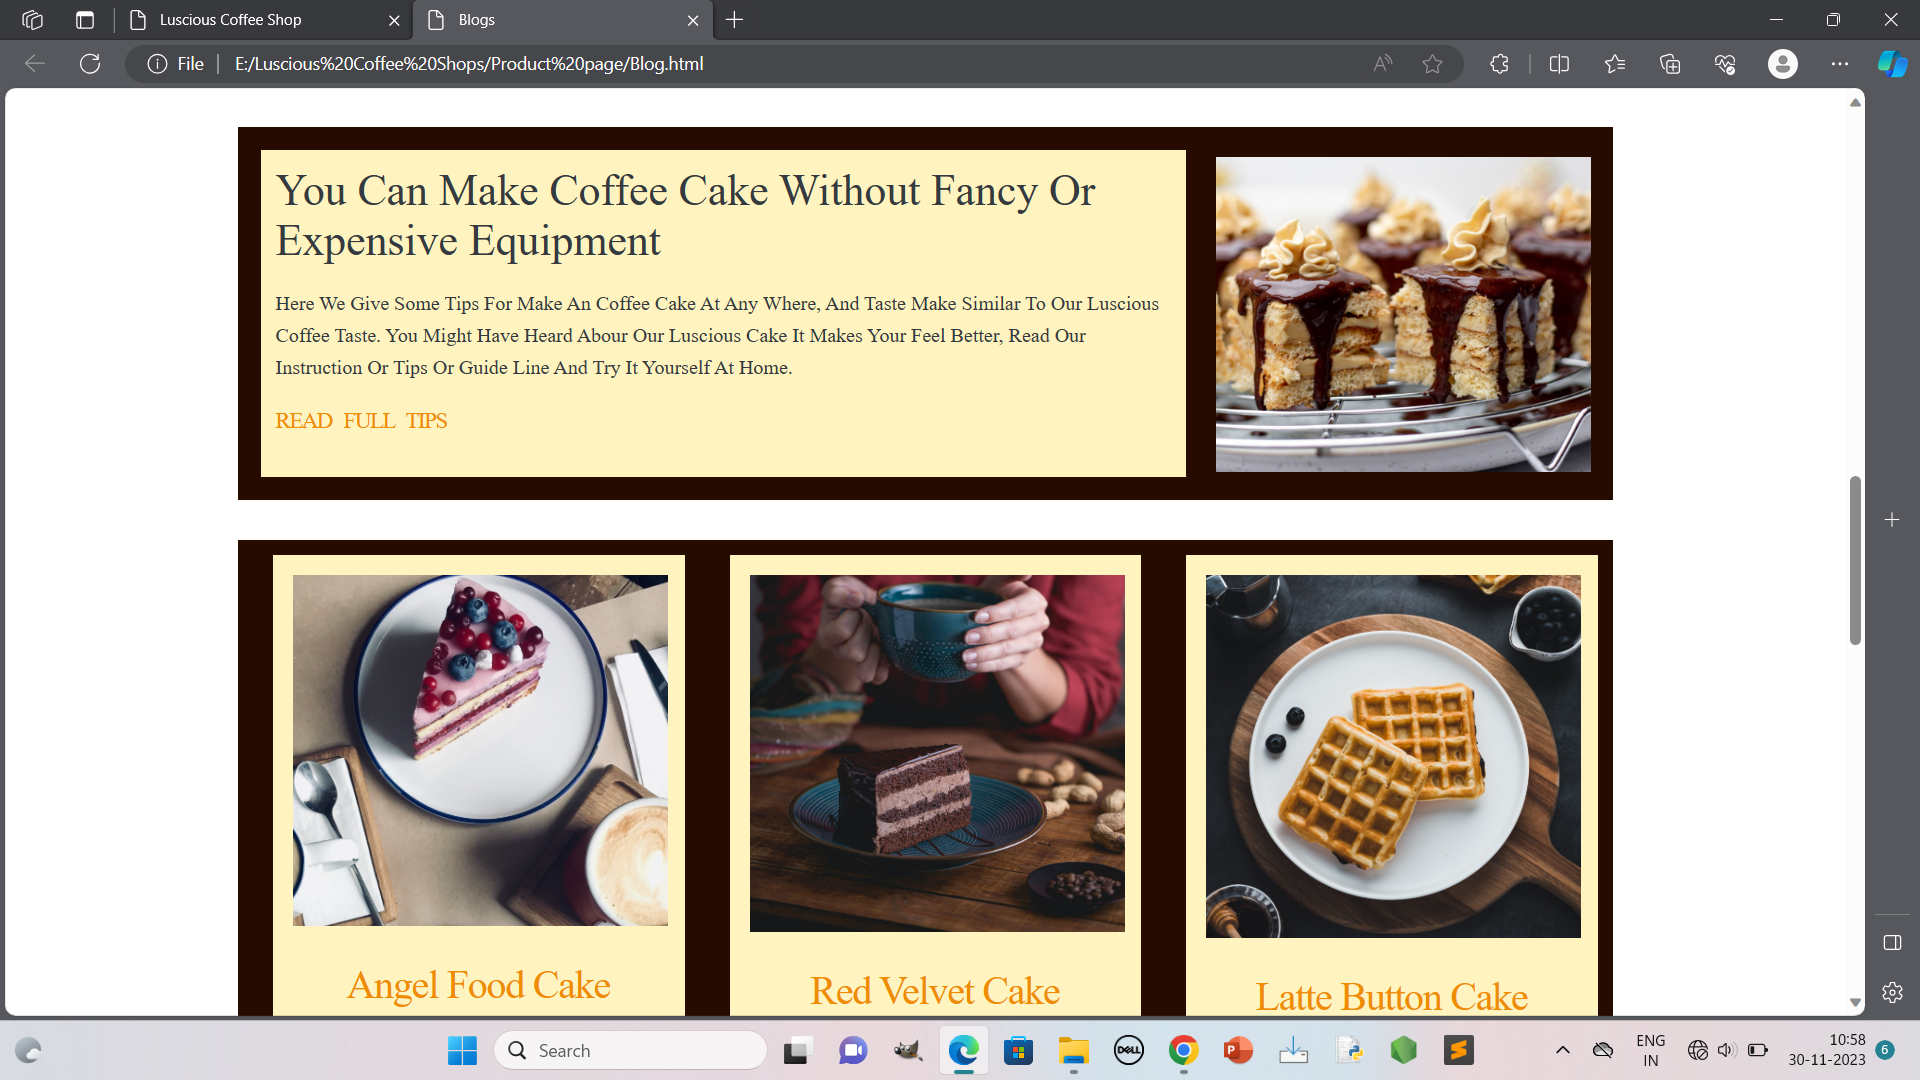 Luscious Coffee Shop
Blogs
File
E:/Luscious%20Coffee%20Shops/Product%20page/Blog.html
You Can Make Coffee Cake Without Fancy Or
Expensive Equipment
Here We Give Some Tips For Make An Coffee Cake At Any Where, And Taste Make Similar To Our Luscious
Coffee Taste. You Might Have Heard Abour Our Luscious Cake It Makes Your Feel Better, Read Our
Instruction Or Tips Or Guide Line And Try It Yourself At Home.
READ FULL TIPS
Angel Food Cake
Red Velvet Cake
Latte Button Cake
Search
DELL
P
S
ENG
IN
10:58
30-11-2023
6